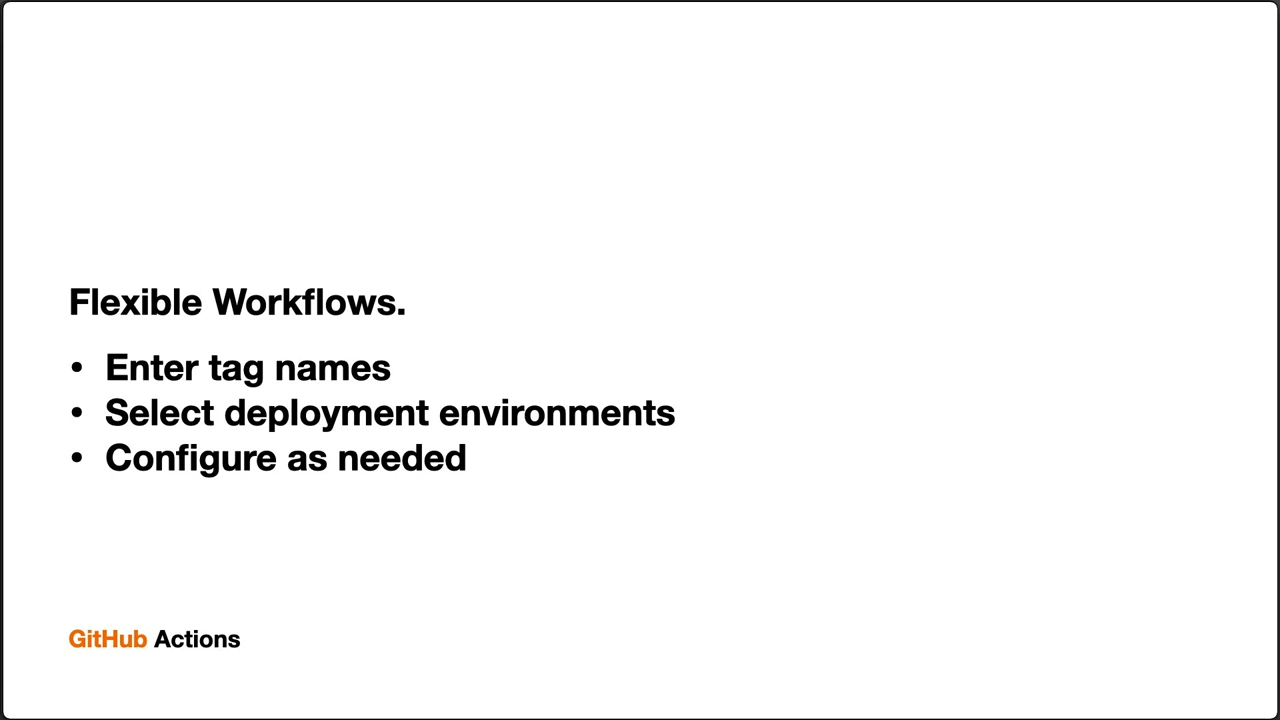 Flexible Workflows.
• Enter tag names
• Select deployment environments
• Configure as needed
GitHub Actions